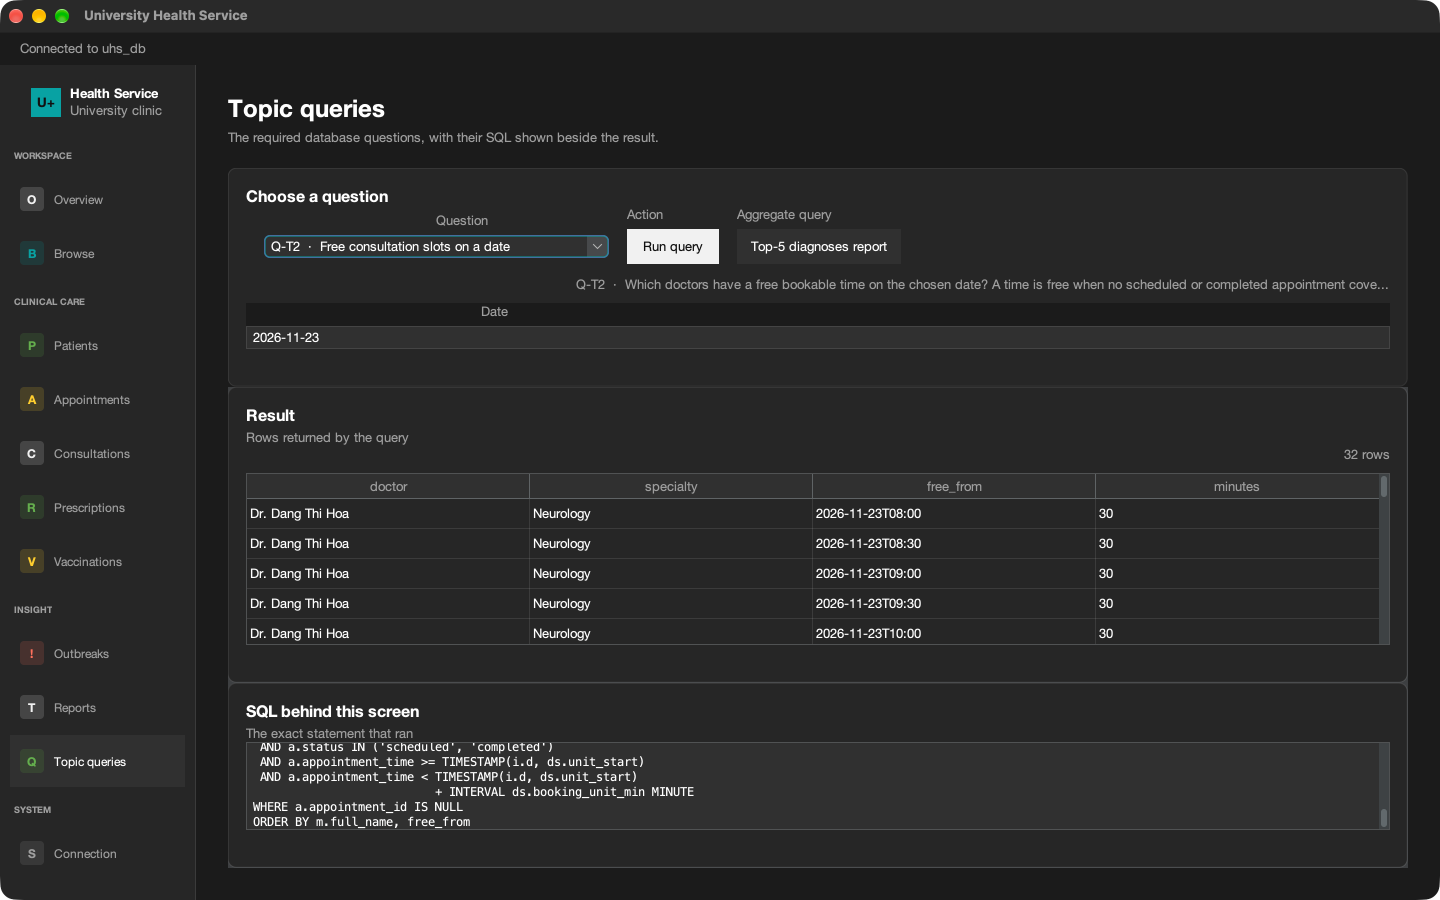 University Health Service
Connected to uhs_db
U+
Health Service
University clinic
WORKSPACE
O Overview
B Browse
CLINICAL CARE
P Patients
A Appointments
C Consultations
R Prescriptions
V Vaccinations
INSIGHT
! Outbreaks
T Reports
Q Topic queries
SYSTEM
S Connection
Topic queries
The required database questions, with their SQL shown beside the result.
Choose a question
Question Action Aggregate query
Q-T2 · Free consultation slots on a date Run query Top-5 diagnoses report
Q-T2 · Which doctors have a free bookable time on the chosen date? A time is free when no scheduled or completed appointment cove...
Date
2026-11-23
Result
Rows returned by the query
32 rows
doctor specialty free_from minutes
Dr. Dang Thi Hoa Neurology 2026-11-23T08:00 30
Dr. Dang Thi Hoa Neurology 2026-11-23T08:30 30
Dr. Dang Thi Hoa Neurology 2026-11-23T09:00 30
Dr. Dang Thi Hoa Neurology 2026-11-23T09:30 30
Dr. Dang Thi Hoa Neurology 2026-11-23T10:00 30
SQL behind this screen
The exact statement that ran
AND a.status IN ('scheduled', 'completed')
AND a.appointment_time >= TIMESTAMP(i.d, ds.unit_start)
AND a.appointment_time < TIMESTAMP(i.d, ds.unit_start)
+ INTERVAL ds.booking_unit_min MINUTE
WHERE a.appointment_id IS NULL
ORDER BY m.full_name, free_from